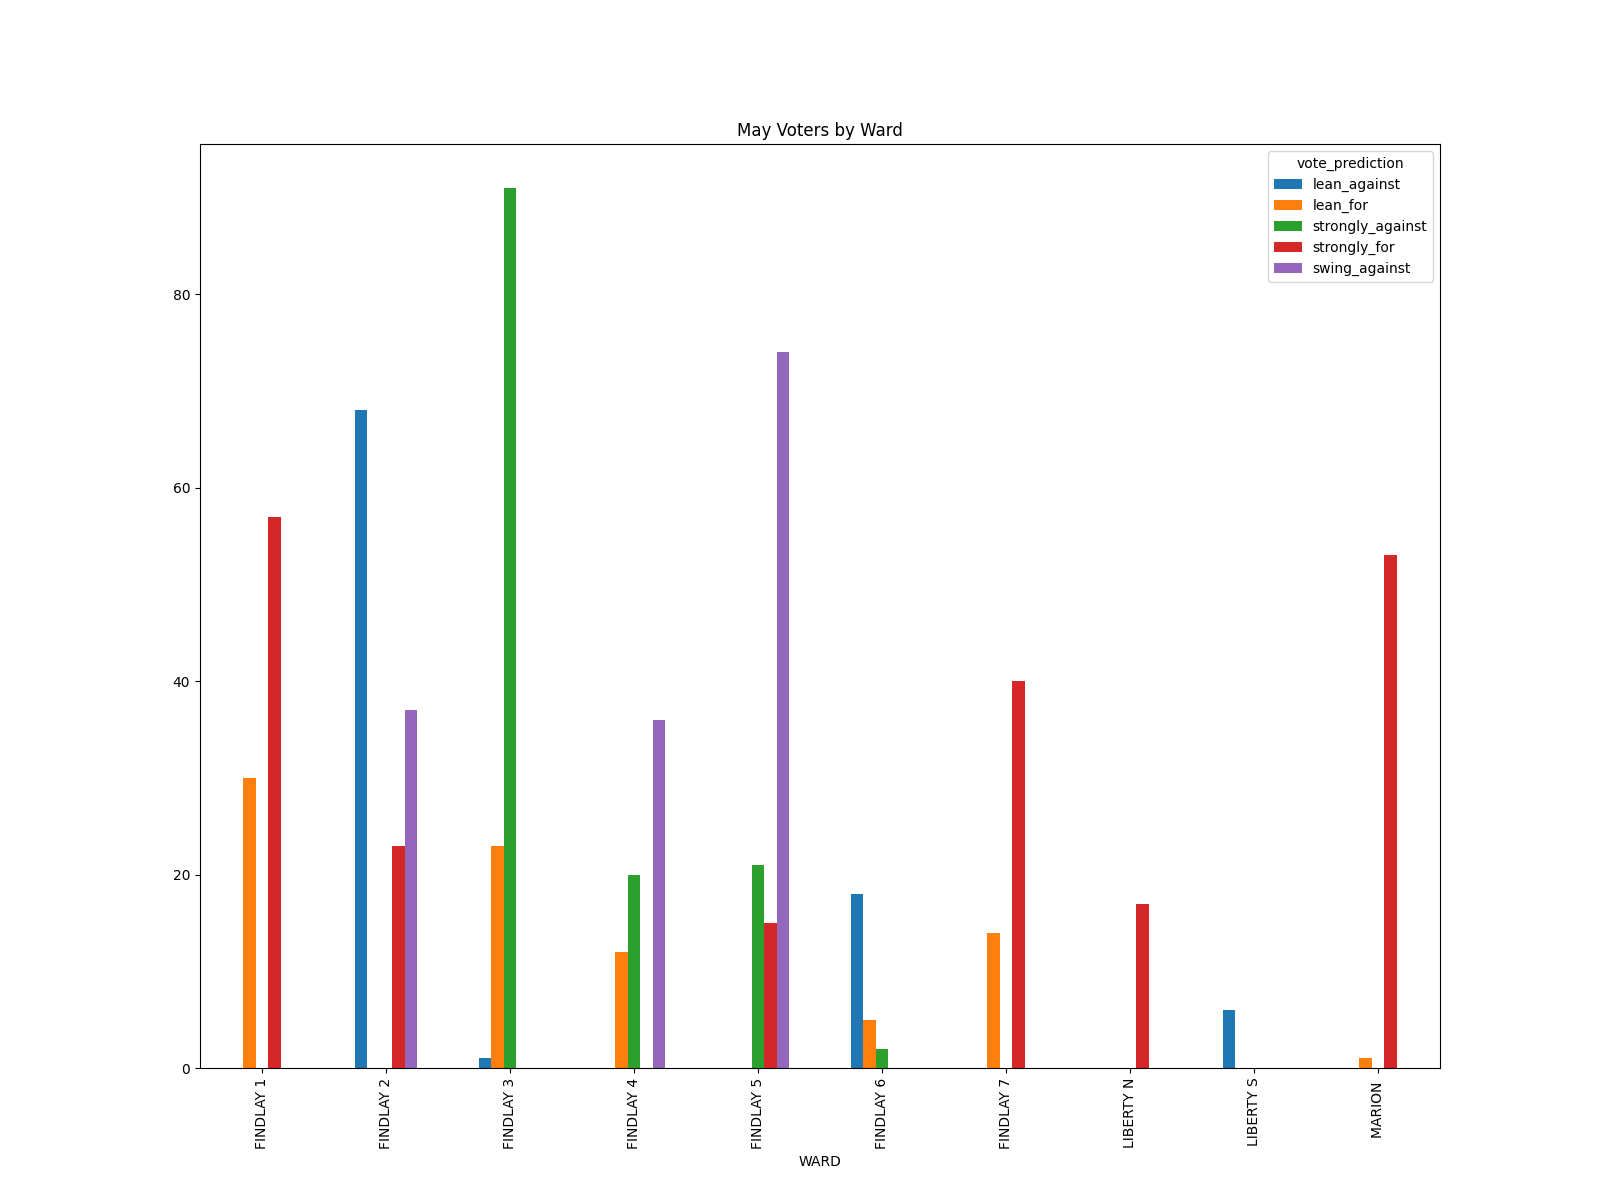 May Voters by Ward
vote_prediction
lean_against
lean_for
strongly_against
strongly_for
swing_against
80
60
40
20
0
FINDLAY 1
FINDLAY 2
FINDLAY 3
FINDLAY 4
FINDLAY 5
FINDLAY 6
FINDLAY 7
LIBERTY N
LIBERTY S
MARION
WARD